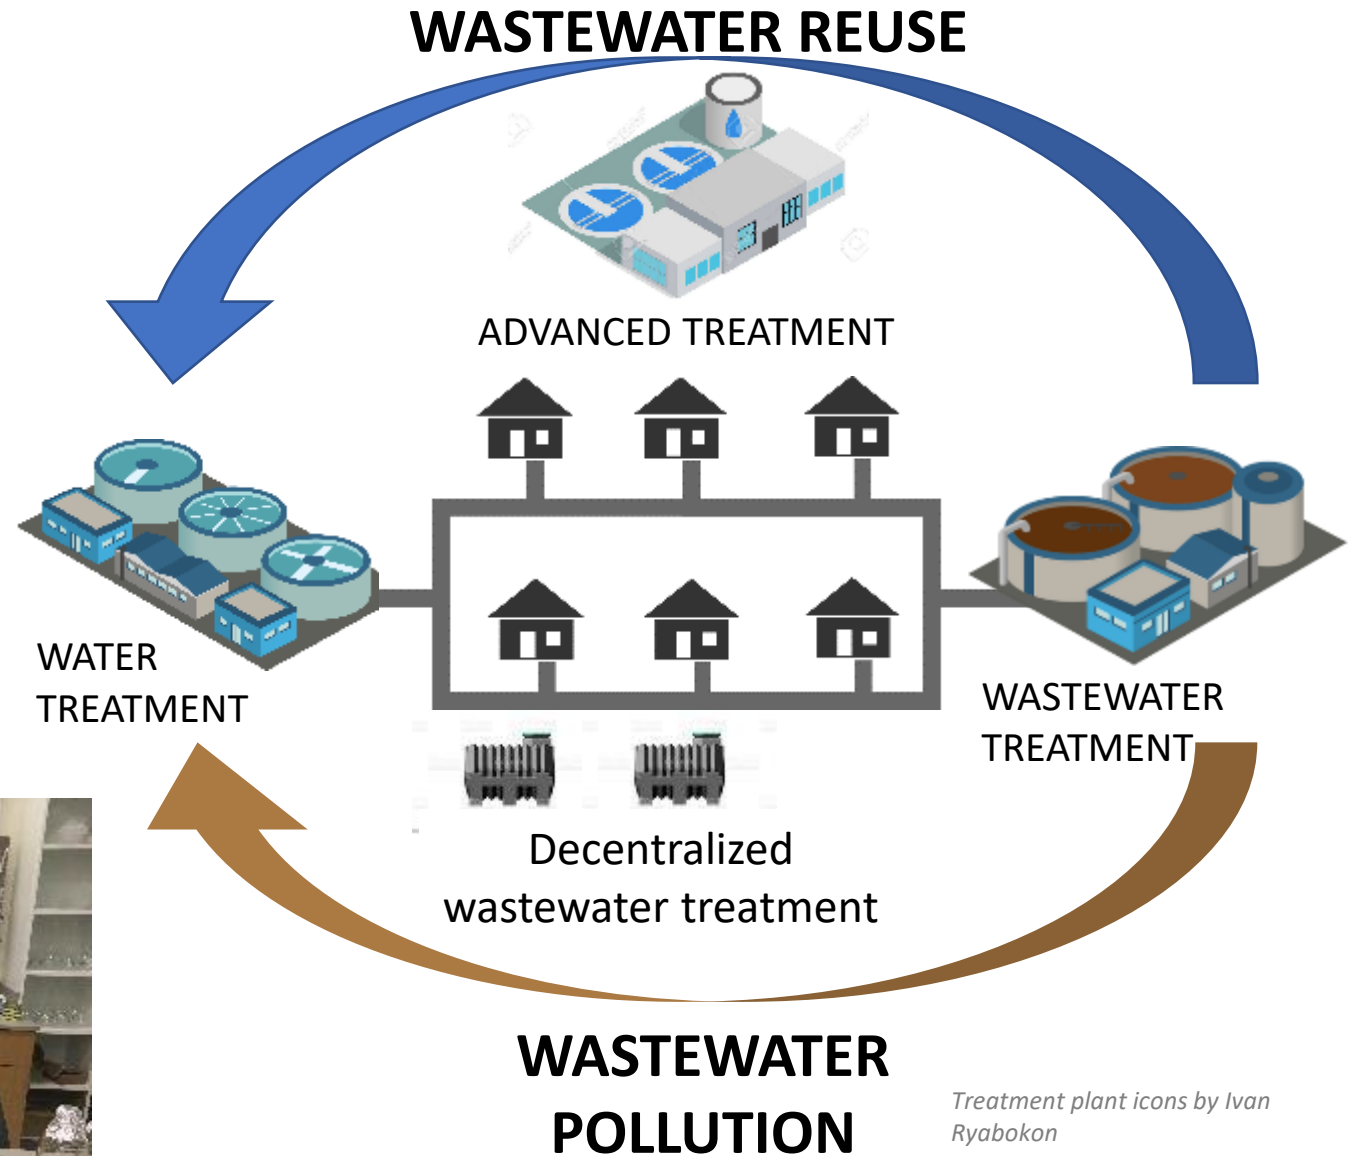 WASTEWATER REUSE
ADVANCED TREATMENT
WATER
TREATMENT
WASTEWATER
TREATMENT
Decentralized
wastewater treatment
WASTEWATER
POLLUTION
Treatment plant icons by Ivan
Ryabokon